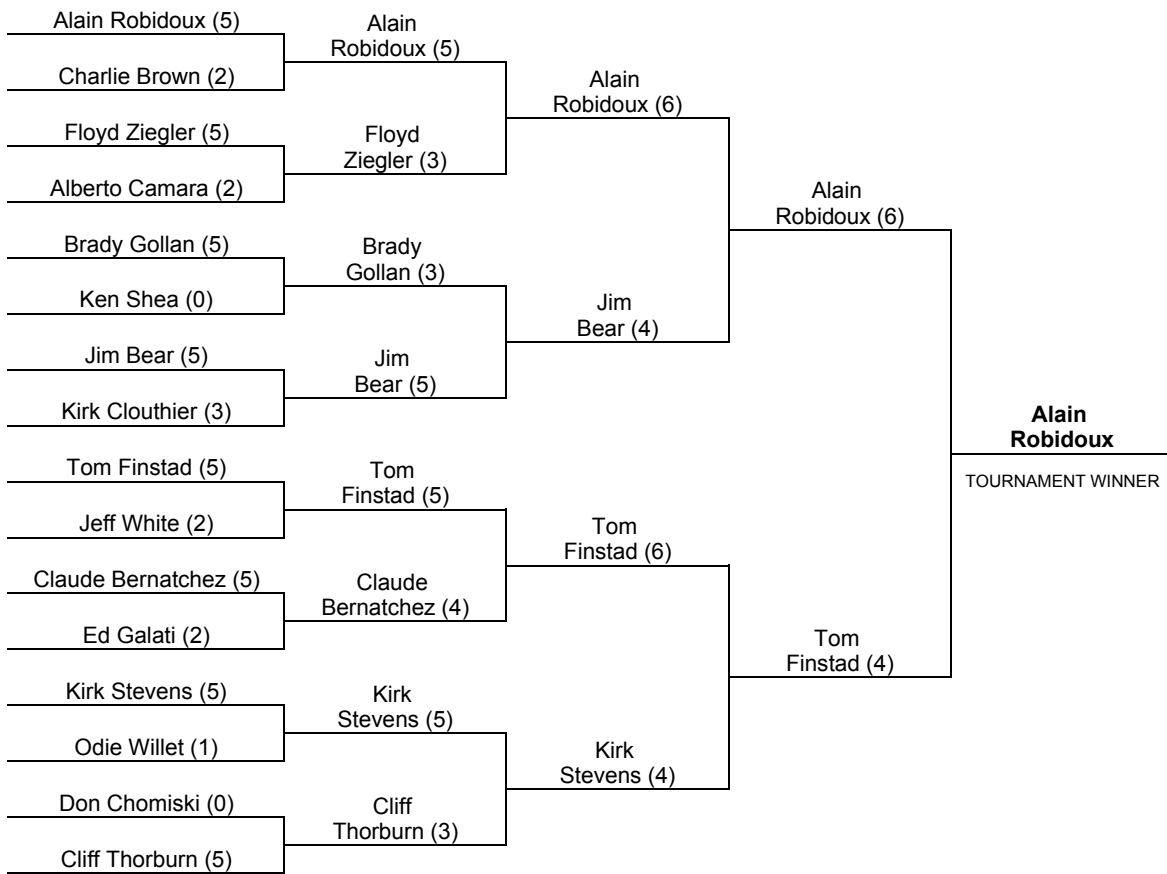 Alain Robidoux (5)
Charlie Brown (2)
Floyd Ziegler (5)
Alberto Camara (2)
Brady Gollan (5)
Ken Shea (0)
Jim Bear (5)
Kirk Clouthier (3)
Tom Finstad (5)
Jeff White (2)
Claude Bernatchez (5)
Ed Galati (2)
Kirk Stevens (5)
Odie Willet (1)
Don Chomiski (0)
Cliff Thorburn (5)
Alain
Robidoux (5)
Floyd
Ziegler (3)
Brady
Gollan (3)
Jim
Bear (5)
Tom
Finstad (5)
Claude
Bernatchez (4)
Kirk
Stevens (5)
Cliff
Thorburn (3)
Alain
Robidoux (6)
Jim
Bear (4)
Tom
Finstad (6)
Kirk
Stevens (4)
Alain
Robidoux (6)
Tom
Finstad (4)
Alain
Robidoux
TOURNAMENT WINNER